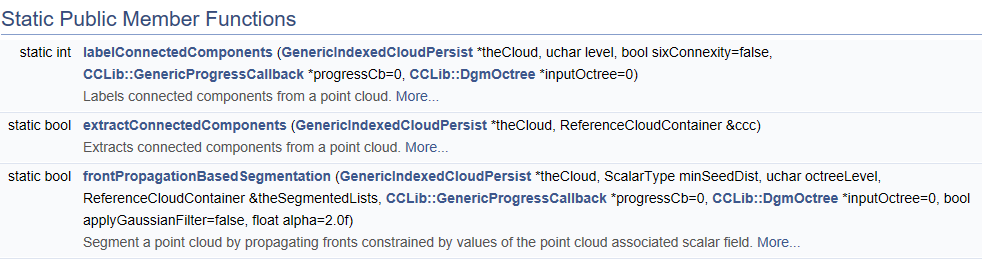 Static Public Member Functions
static int labelConnectedComponents (GenericIndexedCloudPersist *theCloud, uchar level, bool sixConnexity=false,
CCLib::GenericProgressCallback *progressCb=0, CCLib::DgmOctree *inputOctree=0)
Labels connected components from a point cloud. More...
static bool extractConnectedComponents (GenericIndexedCloudPersist *theCloud, ReferenceCloudContainer &ccc)
Extracts connected components from a point cloud. More...
static bool frontPropagationBasedSegmentation (GenericIndexedCloudPersist *theCloud, ScalarType minSeedDist, uchar octreeLevel,
ReferenceCloudContainer &theSegmentedLists, CCLib::GenericProgressCallback *progressCb=0, CCLib::DgmOctree *inputOctree=0, bool
applyGaussianFilter=false, float alpha=2.0f)
Segment a point cloud by propagating fronts constrained by values of the point cloud associated scalar field. More...